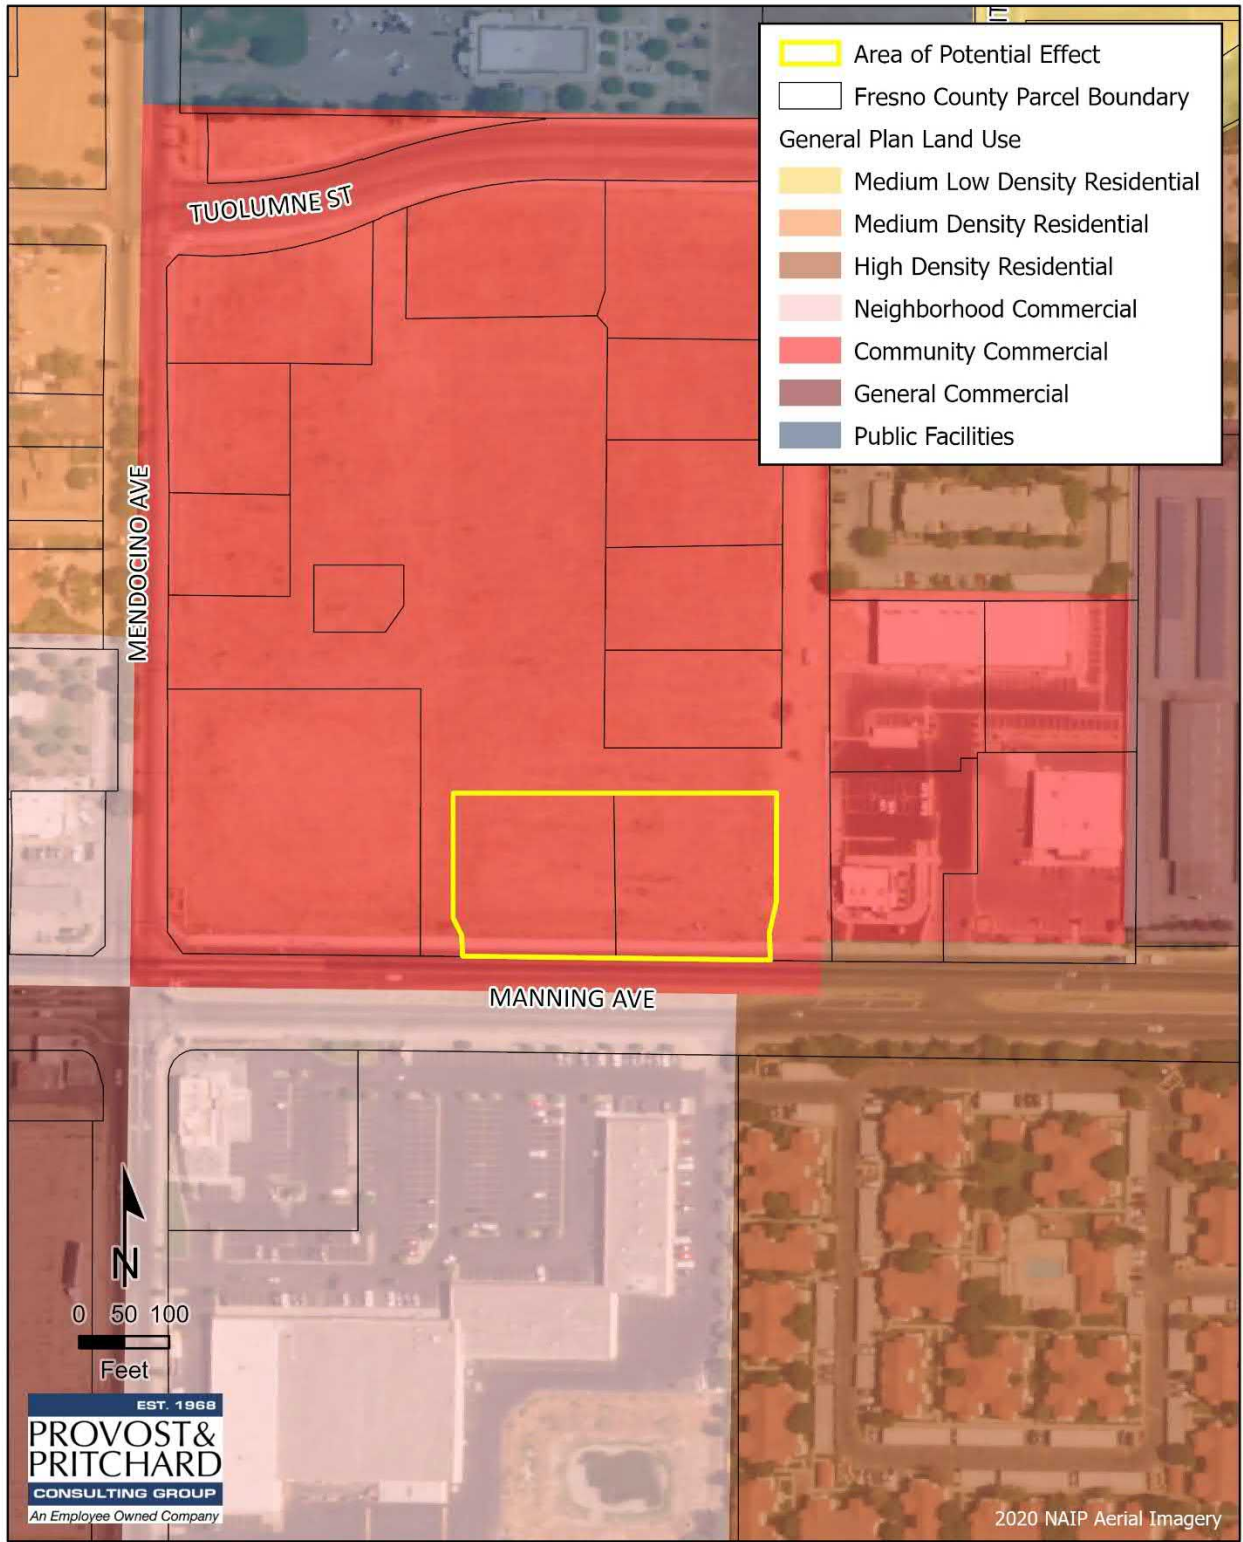 Area of Potential Effect
Fresno County Parcel Boundary
General Plan Land Use
Medium Low Density Residential
Medium Density Residential
High Density Residential
Neighborhood Commercial
Community Commercial
General Commercial
Public Facilities
TUOLUMNE ST
MENDOCINO AVE
MANNING AVE
N
0 50 100
Feet
EST. 1968
PROVOST&
PRITCHARD
CONSULTING GROUP
An Employee Owned Company
2020 NAIP Aerial Imagery